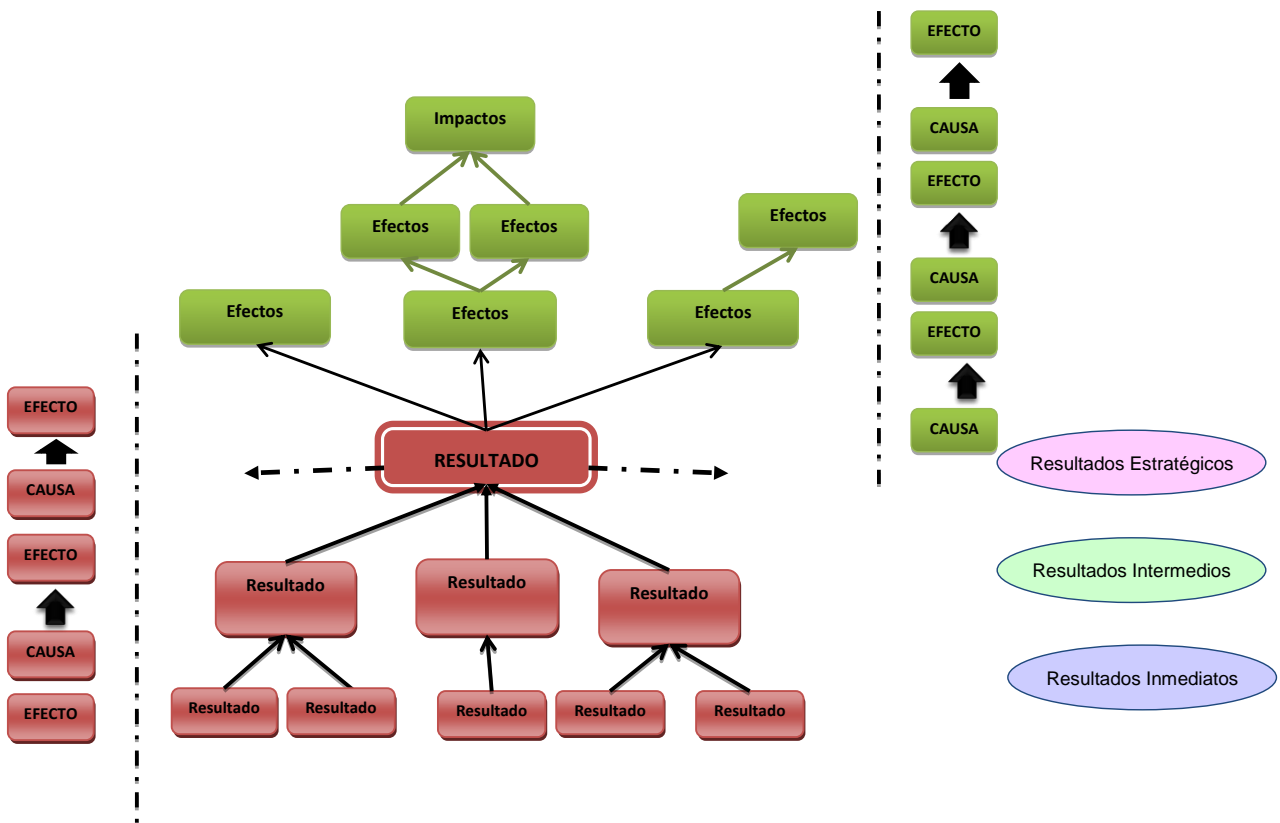 EFECTO
CAUSA
EFECTO
CAUSA
EFECTO
CAUSA
Impactos
Efectos
Efectos
Efectos
Efectos
Efectos
Efectos
RESULTADO
Resultado
Resultado
Resultado
Resultado
Resultado
Resultado
Resultado
Resultado
EFECTO
CAUSA
EFECTO
CAUSA
EFECTO
Resultados Estratégicos
Resultados Intermedios
Resultados Inmediatos